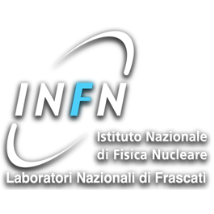 INFN
Istituto Nazionale
di Fisica Nucleare
Laboratori Nazionali di Frascati